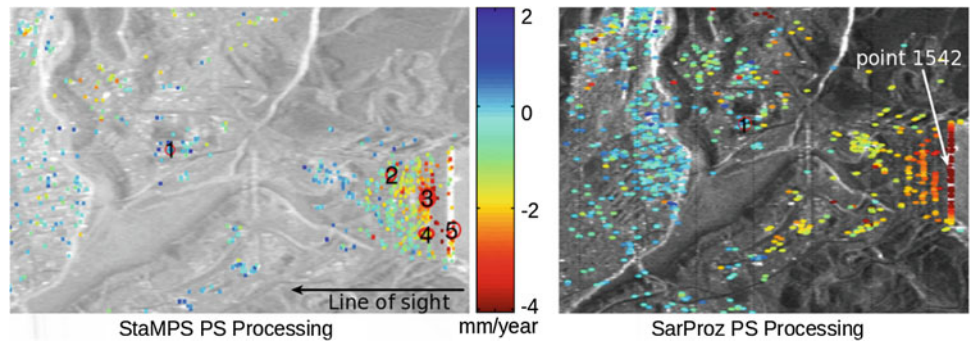 2
0
-2
-4
mm/year
1
2
3
4
5
Line of sight
StaMPS PS Processing
point 1542
1
SarProz PS Processing